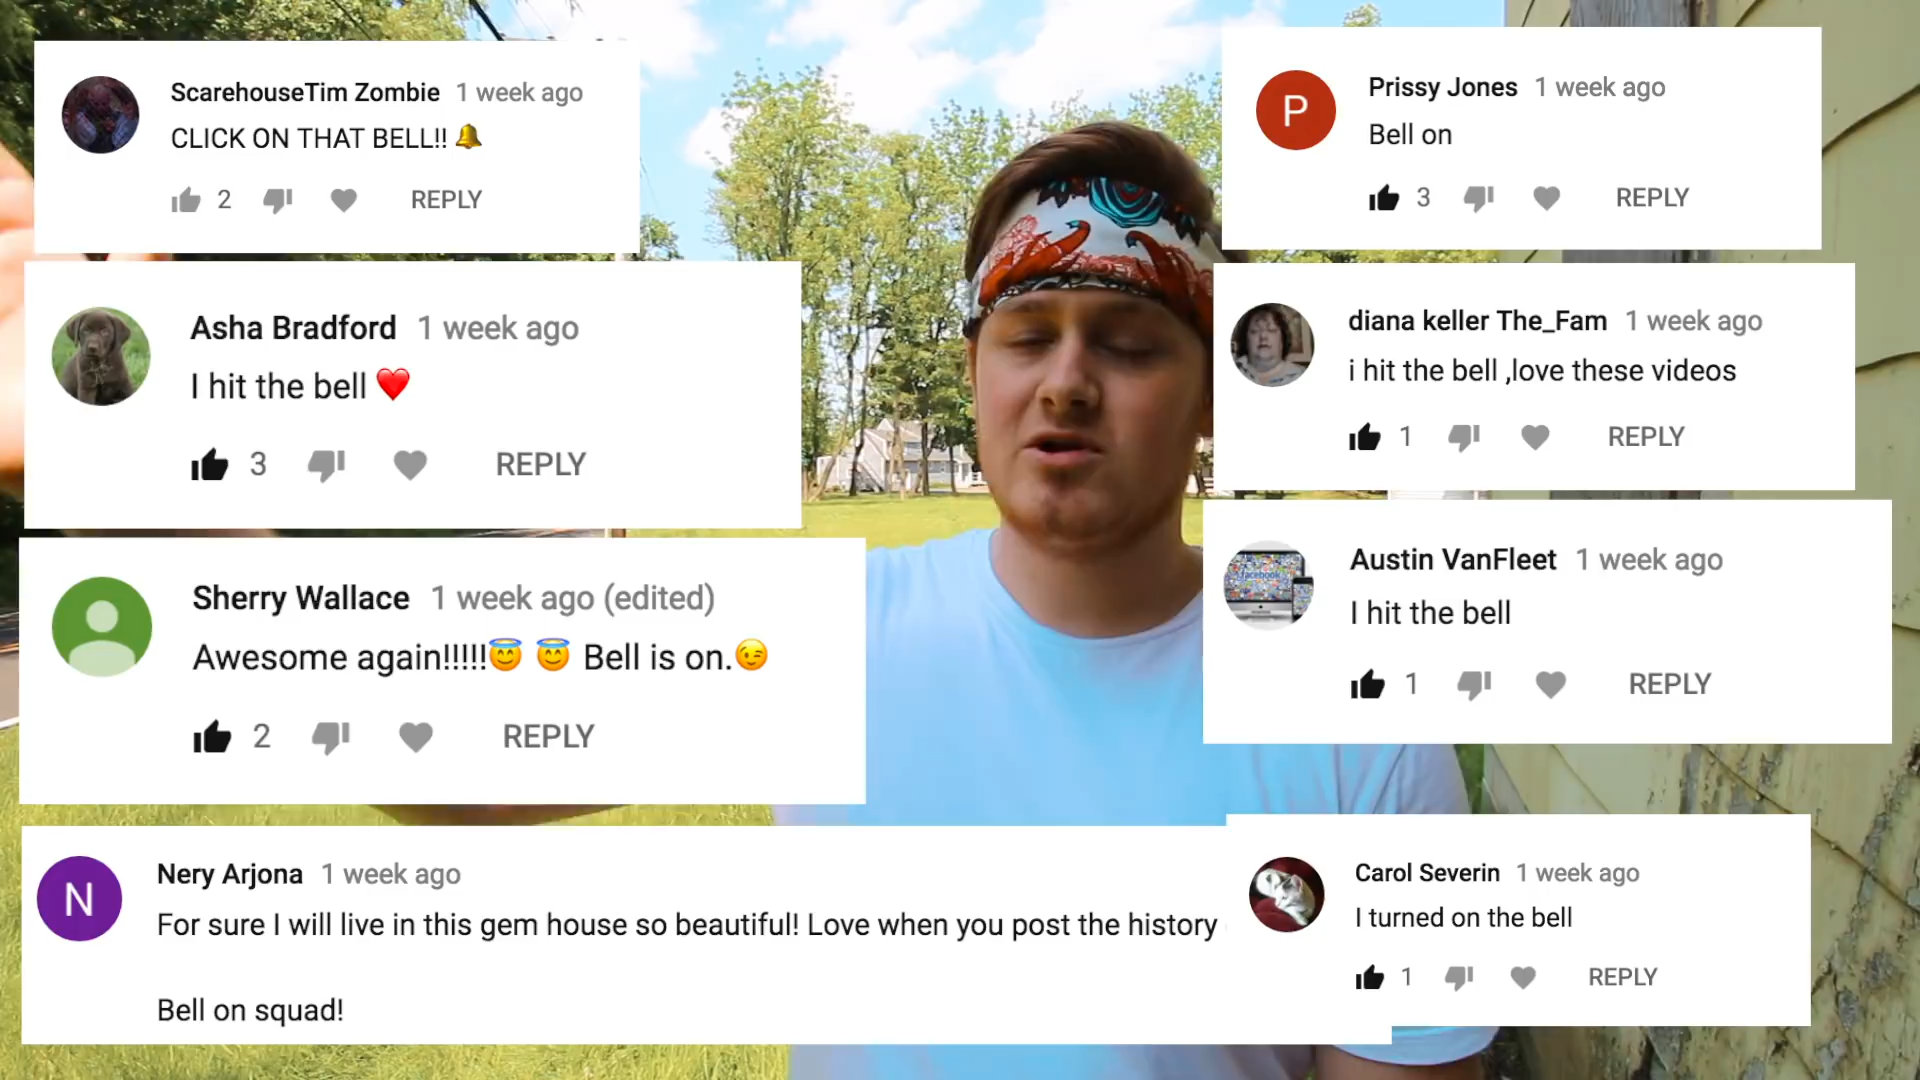 ScarehouseTim Zombie 1 week ago
CLICK ON THAT BELL!! 🔔
2 REPLY
Asha Bradford 1 week ago
I hit the bell ❤️
3 REPLY
Sherry Wallace 1 week ago (edited)
Awesome again!!!!!😇 😇 Bell is on.😉
2 REPLY
N
Nery Arjona 1 week ago
For sure I will live in this gem house so beautiful! Love when you post the history
Bell on squad!
P
Prissy Jones 1 week ago
Bell on
3 REPLY
diana keller The_Fam 1 week ago
i hit the bell ,love these videos
1 REPLY
facebook
Austin VanFleet 1 week ago
I hit the bell
1 REPLY
Carol Severin 1 week ago
I turned on the bell
1 REPLY